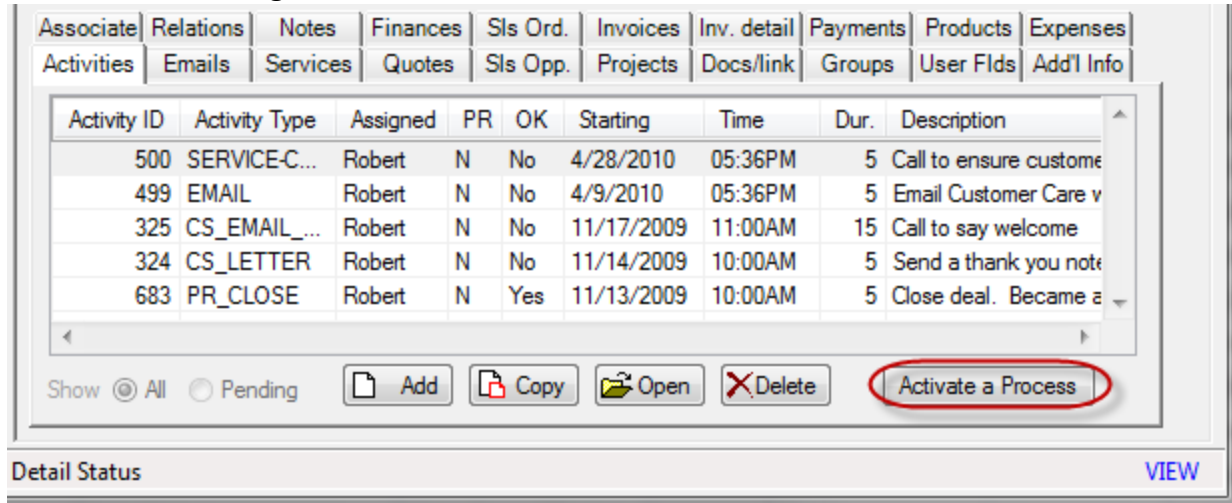 Associate Relations Notes Finances Sls Ord. Invoices Inv. detail Payments Products Expenses
Activities Emails Services Quotes Sls Opp. Projects Docs/link Groups User Flds Add'l Info
Activity ID Activity Type Assigned PR OK Starting Time Dur. Description
500 SERVICE-C... Robert N No 4/28/2010 05:36PM 5 Call to ensure custome
499 EMAIL Robert N No 4/9/2010 05:36PM 5 Email Customer Care w
325 CS_EMAIL_... Robert N No 11/17/2009 11:00AM 15 Call to say welcome
324 CS_LETTER Robert N No 11/14/2009 10:00AM 5 Send a thank you note
683 PR_CLOSE Robert N Yes 11/13/2009 10:00AM 5 Close deal. Became a
Show All Pending Add Copy Open Delete Activate a Process
Detail Status VIEW